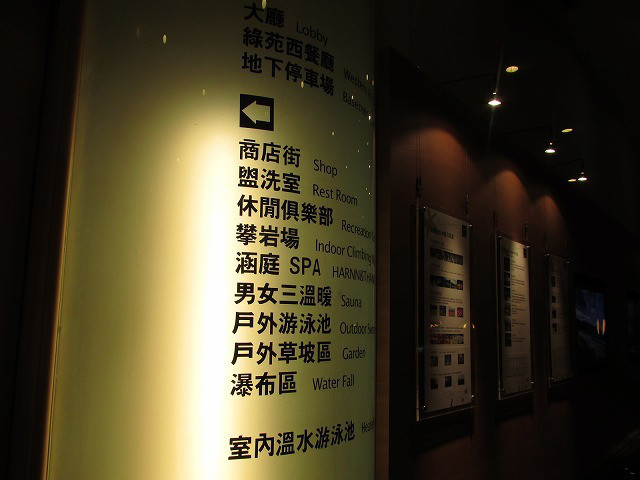 大廳 Lobby
綠苑西餐廳
地下停車場
商店街 Shop
盥洗室 Rest Room
休閒俱樂部 Recreation
攀岩場 Indoor Climbing
涵庭 SPA HARNN&THANN
男女三溫暖 Sauna
戶外游泳池 Outdoor
戶外草坡區 Garden
瀑布區 Water Fall
室內溫水游泳池